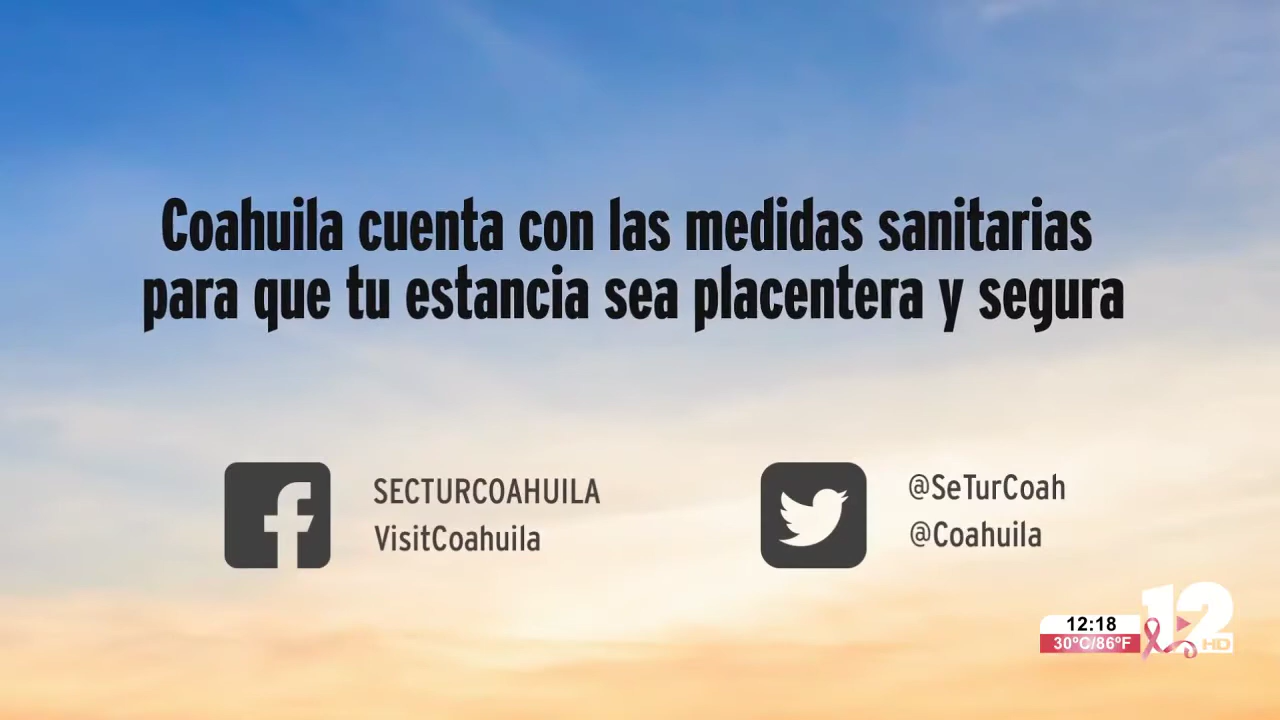 Coahuila cuenta con las medidas sanitarias
para que tu estancia sea placentera y segura
SECTURCOAHUILA
VisitCoahuila
@SeTurCoah
@Coahuila
12:18
30°C/86°F
12
HD